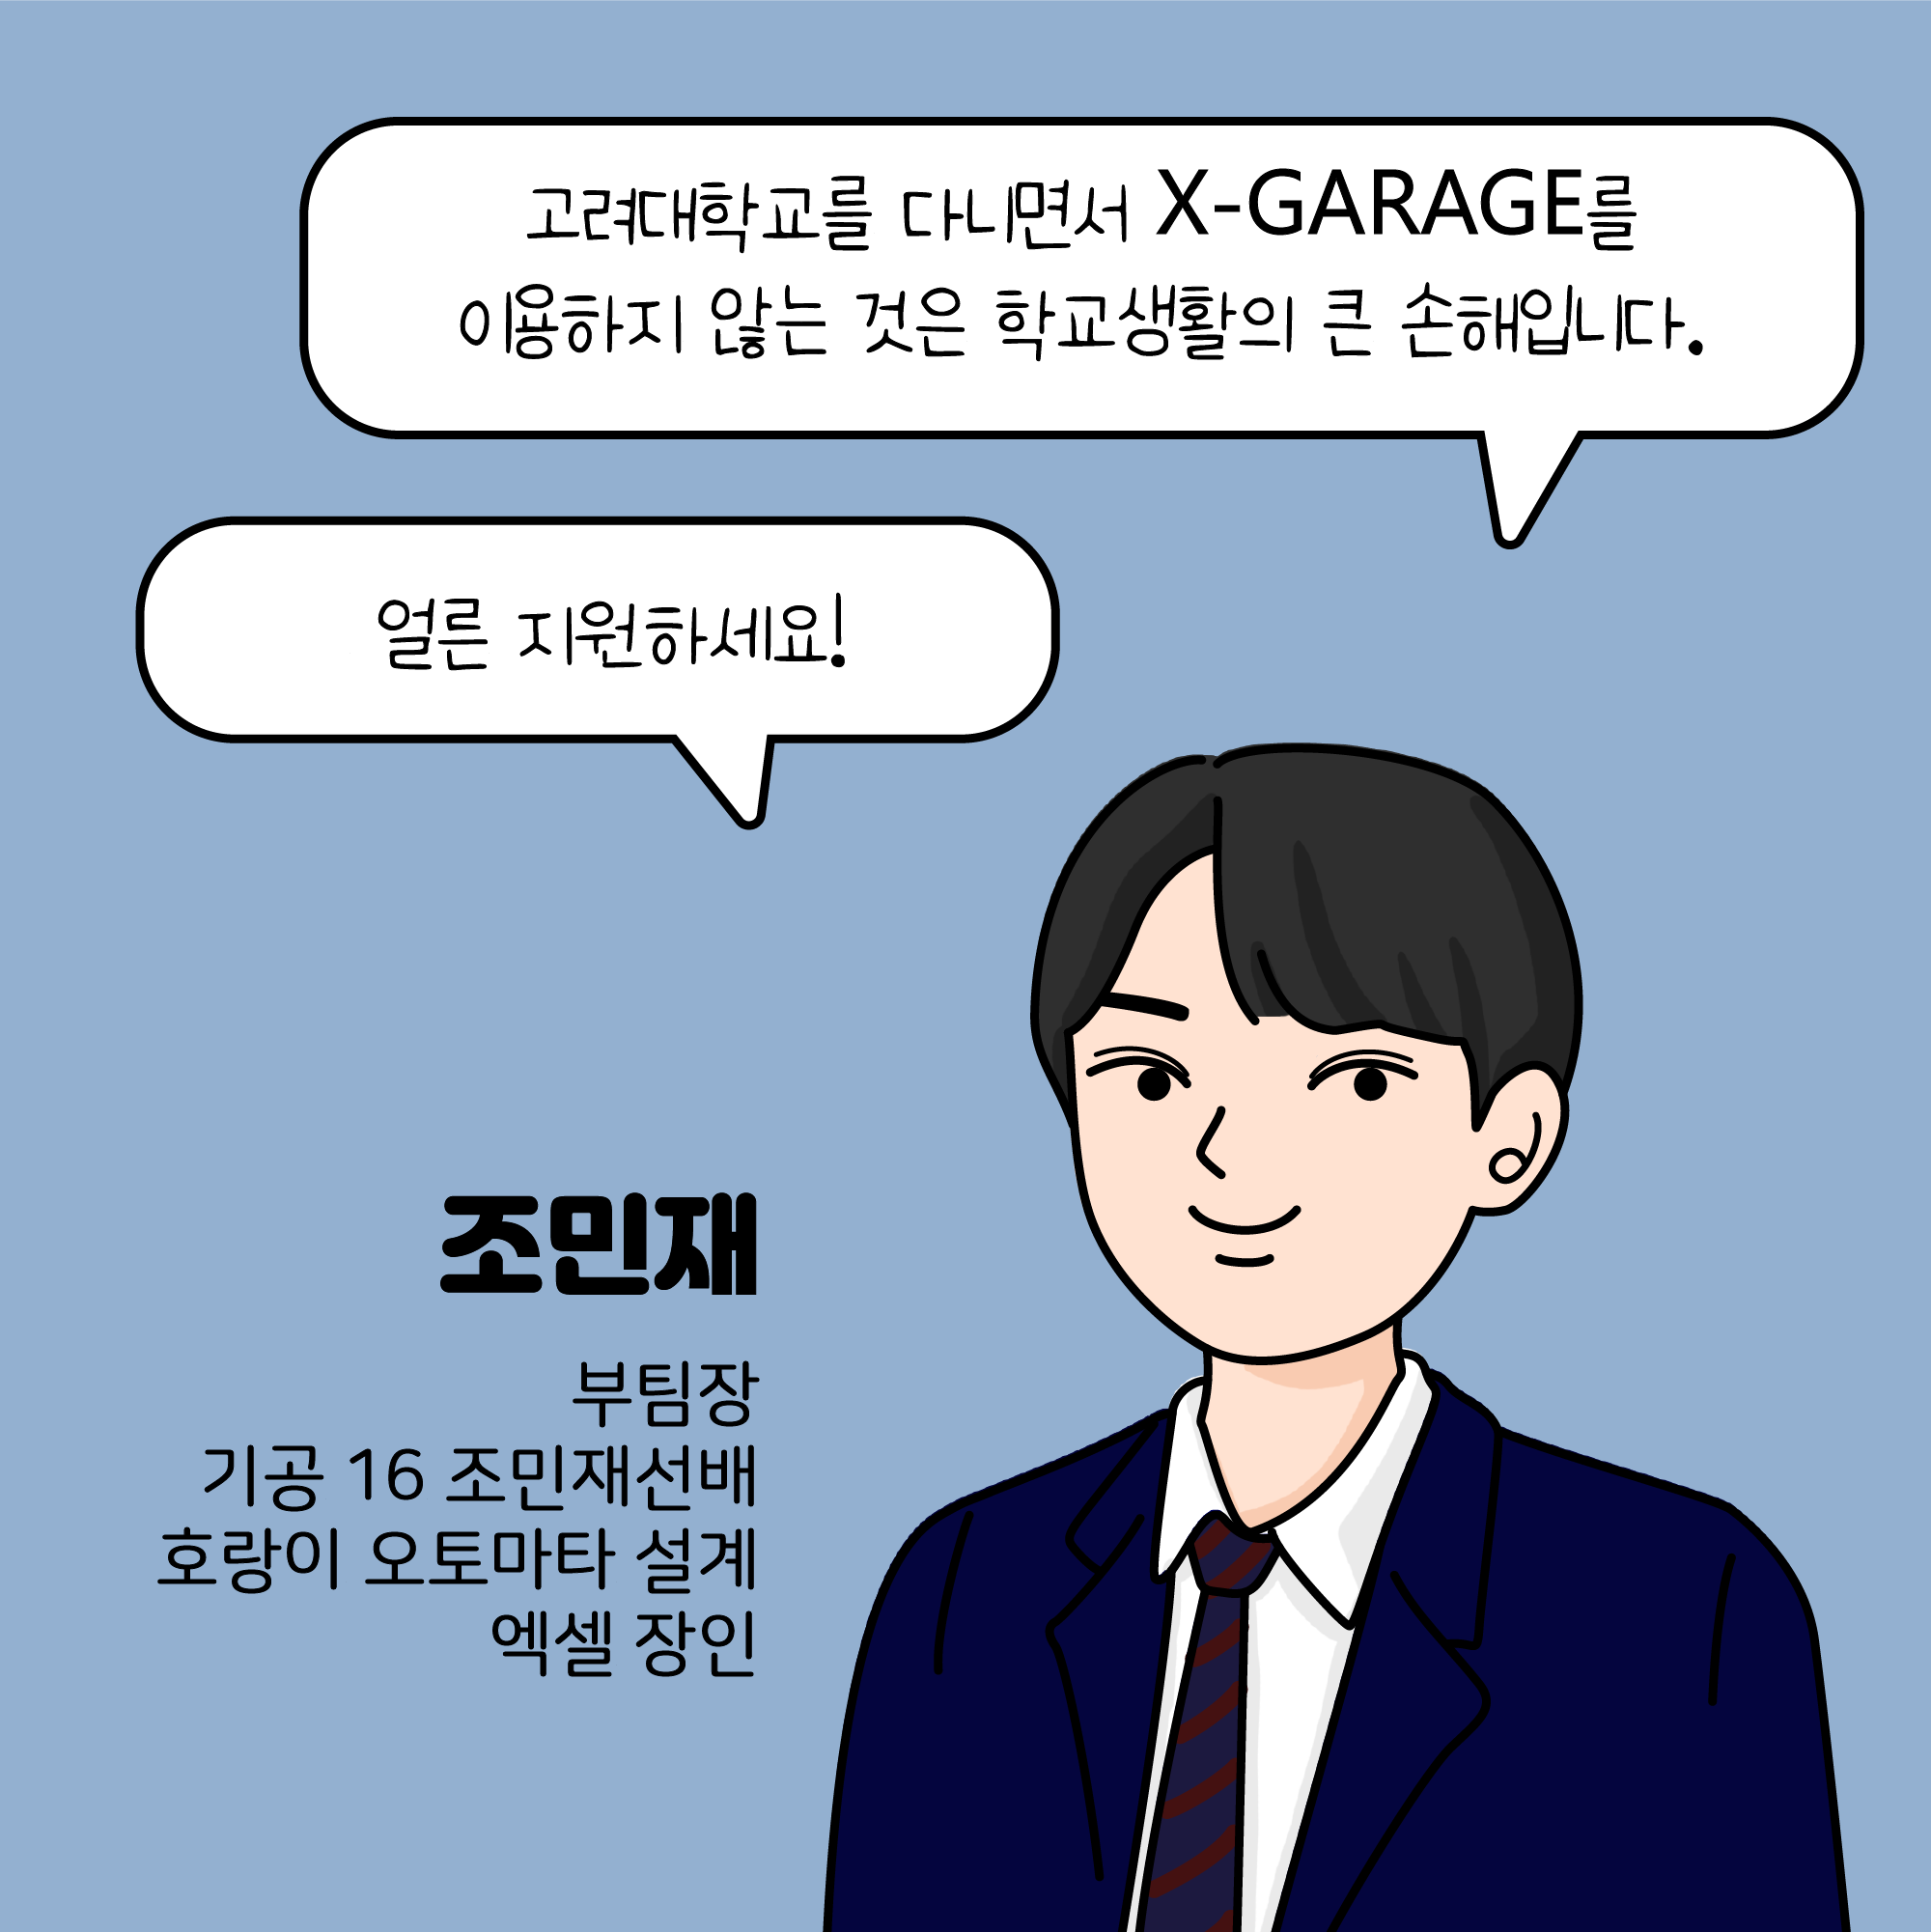 고려대학교를 다니면서 X-GARAGE를
이용하지 않는 것은 학교생활의 큰 손해입니다.
얼른 지원하세요!
조민재
부팀장
기공 16 조민재선배
호랑이 오토마타 설계
엑셀 장인